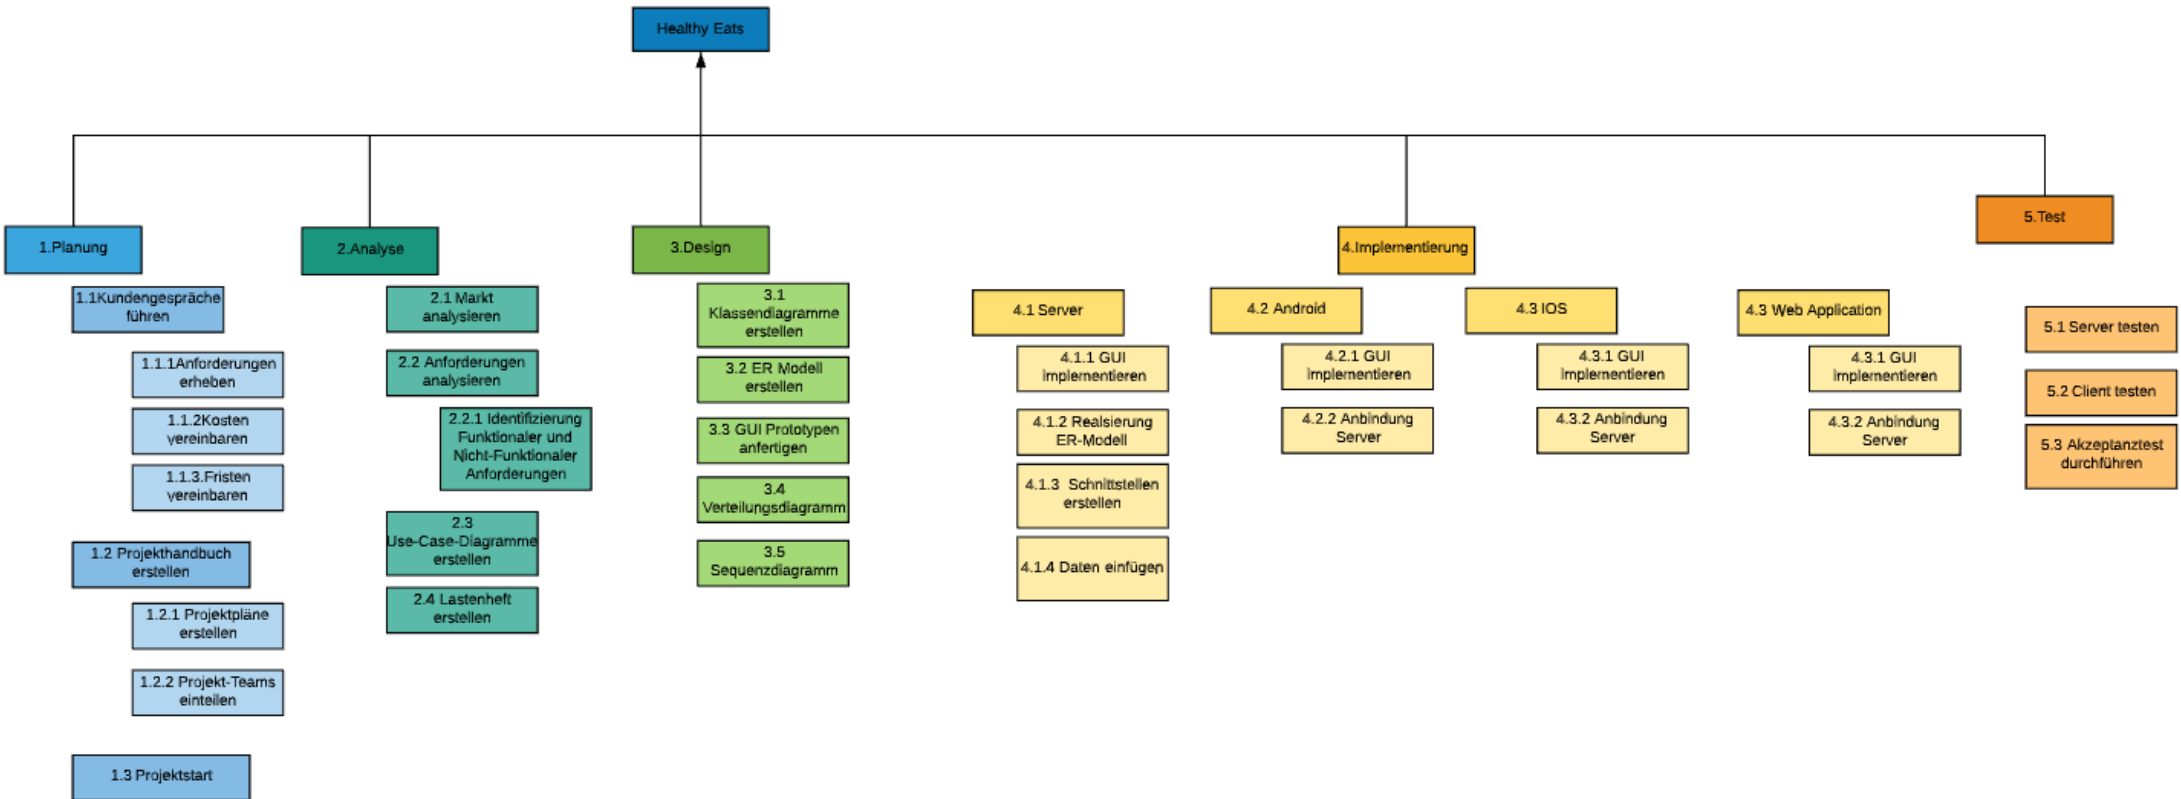 Healthy Eats
1.Planung
1.1Kundengespräche
führen
1.1.1Anforderungen
erheben
1.1.2Kosten
vereinbaren
1.1.3.Fristen
vereinbaren
1.2 Projekthandbuch
erstellen
1.2.1 Projektpläne
erstellen
1.2.2 Projekt-Teams
einteilen
1.3 Projektstart
2.Analyse
2.1 Markt
analysieren
2.2 Anforderungen
analysieren
2.2.1 Identifizierung
Funktionaler und
Nicht-Funktionaler
Anforderungen
2.3
Use-Case-Diagramme
erstellen
2.4 Lastenheft
erstellen
3.Design
3.1
Klassendiagramme
erstellen
3.2 ER Modell
erstellen
3.3 GUI Prototypen
anfertigen
3.4
Verteilungsdiagramm
3.5
Sequenzdiagramm
4.Implementierung
4.1 Server
4.1.1 GUI
Implementieren
4.1.2 Realsierung
ER-Modell
4.1.3 Schnittstellen
erstellen
4.1.4 Daten einfügen
4.2 Android
4.2.1 GUI
Implementieren
4.2.2 Anbindung
Server
4.3 IOS
4.3.1 GUI
Implementieren
4.3.2 Anbindung
Server
4.3 Web Application
4.3.1 GUI
Implementieren
4.3.2 Anbindung
Server
5.Test
5.1 Server testen
5.2 Client testen
5.3 Akzeptanztest
durchführen